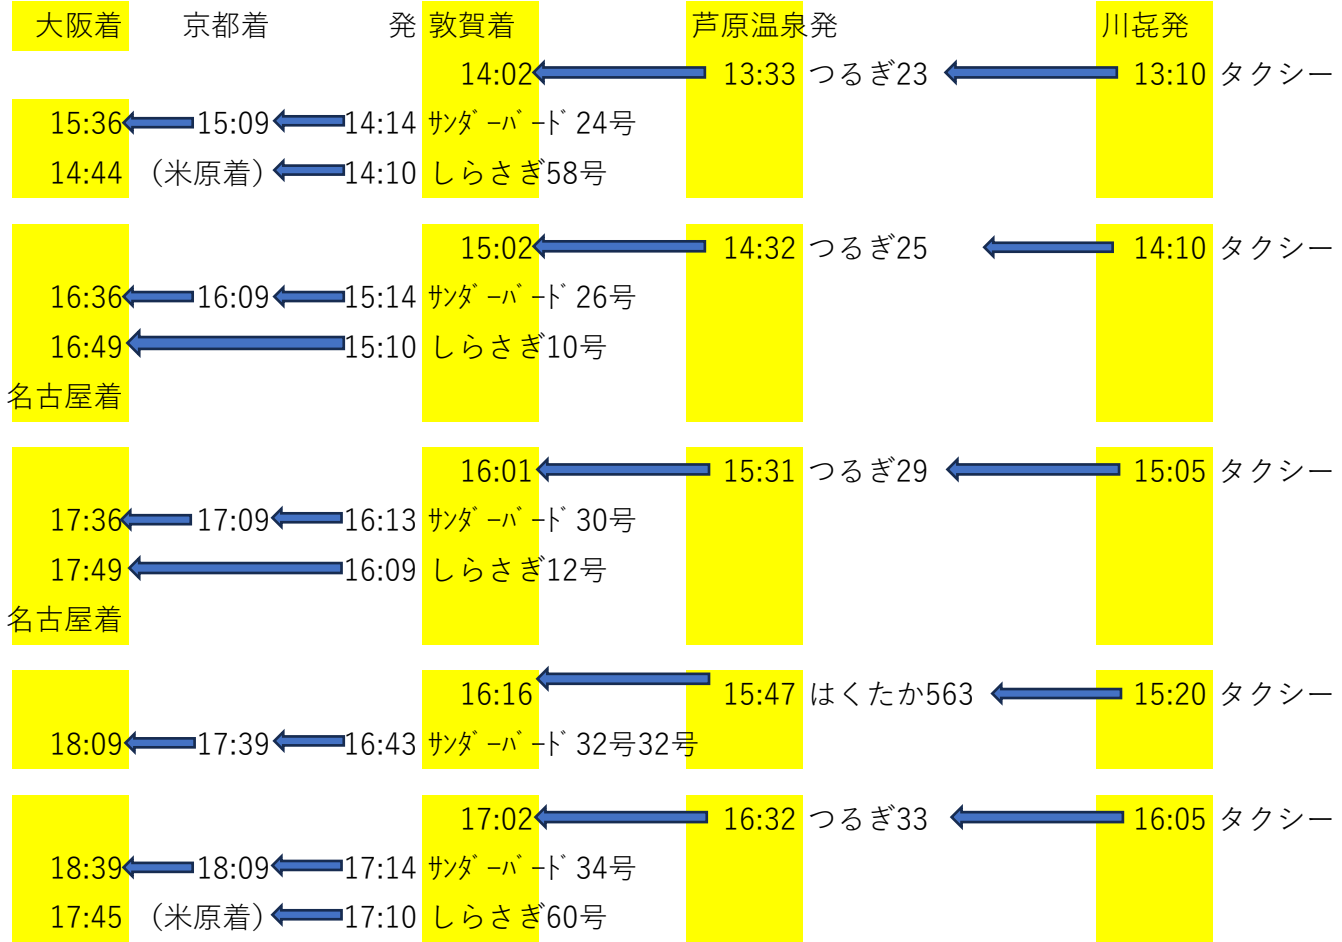 大阪着 京都着 発 敦賀着 芦原温泉発 川㐂発
14:02 13:33 つるぎ23 13:10 タクシー
15:36 15:09 14:14 ｻﾝﾀﾞｰﾊﾞｰﾄﾞ24号
14:44 （米原着） 14:10 しらさぎ58号
15:02 14:32 つるぎ25 14:10 タクシー
16:36 16:09 15:14 ｻﾝﾀﾞｰﾊﾞｰﾄﾞ26号
16:49 15:10 しらさぎ10号
名古屋着
16:01 15:31 つるぎ29 15:05 タクシー
17:36 17:09 16:13 ｻﾝﾀﾞｰﾊﾞｰﾄﾞ30号
17:49 16:09 しらさぎ12号
名古屋着
16:16 15:47 はくたか563 15:20 タクシー
18:09 17:39 16:43 ｻﾝﾀﾞｰﾊﾞｰﾄﾞ32号32号
17:02 16:32 つるぎ33 16:05 タクシー
18:39 18:09 17:14 ｻﾝﾀﾞｰﾊﾞｰﾄﾞ34号
17:45 （米原着） 17:10 しらさぎ60号